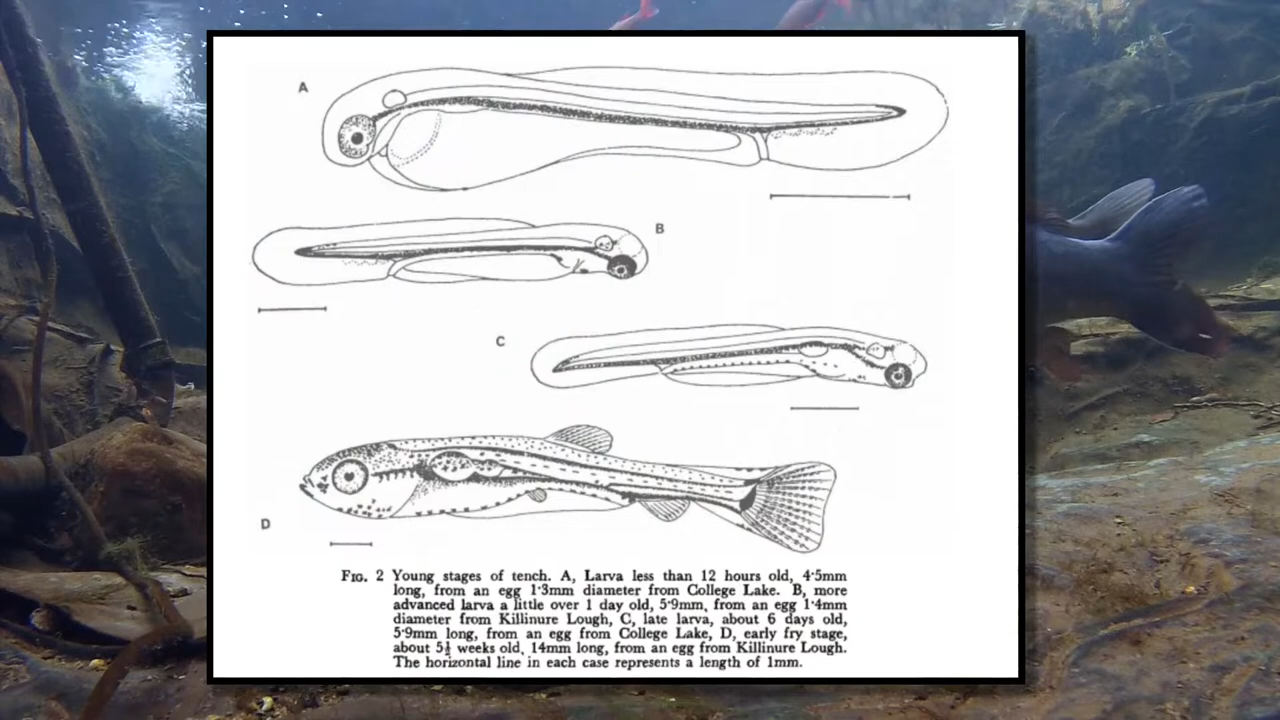 A
B
C
D
FIG. 2 Young stages of tench. A, Larva less than 12 hours old, 4·5mm
long, from an egg 1·3mm diameter from College Lake. B, more
advanced larva a little over 1 day old, 5·9mm, from an egg 1·4mm
diameter from Killinure Lough, C, late larva, about 6 days old,
5·9mm long, from an egg from College Lake, D, early fry stage,
about 5½ weeks old, 14mm long, from an egg from Killinure Lough.
The horizontal line in each case represents a length of 1mm.